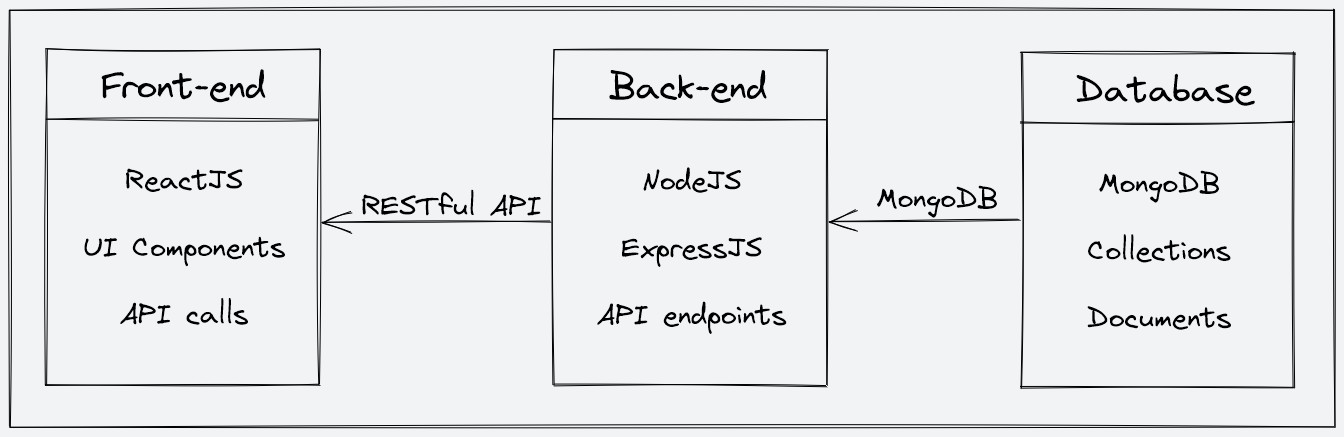 Front-end
ReactJS
UI Components
API calls
RESTful API
Back-end
NodeJS
ExpressJS
API endpoints
MongoDB
Database
MongoDB
Collections
Documents